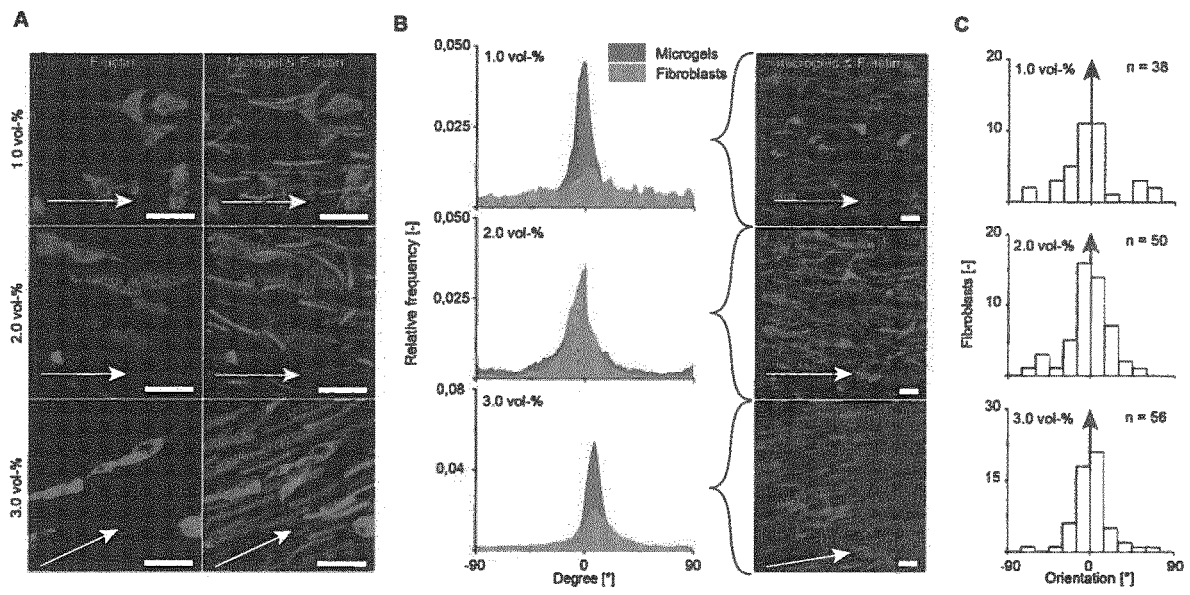 A
B
C
F-actin
Microgel & F-actin
1.0 vol-%
2.0 vol-%
3.0 vol-%
Relative frequency [-]
0,050
0,025
1.0 vol-%
Microgels
Fibroblasts
0,050
0,025
2.0 vol-%
0,08
0,04
3.0 vol-%
-90
0
90
Degree [°]
Microgels & F-actin
Fibroblasts [-]
20
10
1.0 vol-%
n = 38
20
10
2.0 vol-%
n = 50
30
15
3.0 vol-%
n = 56
-90
0
90
Orientation [°]